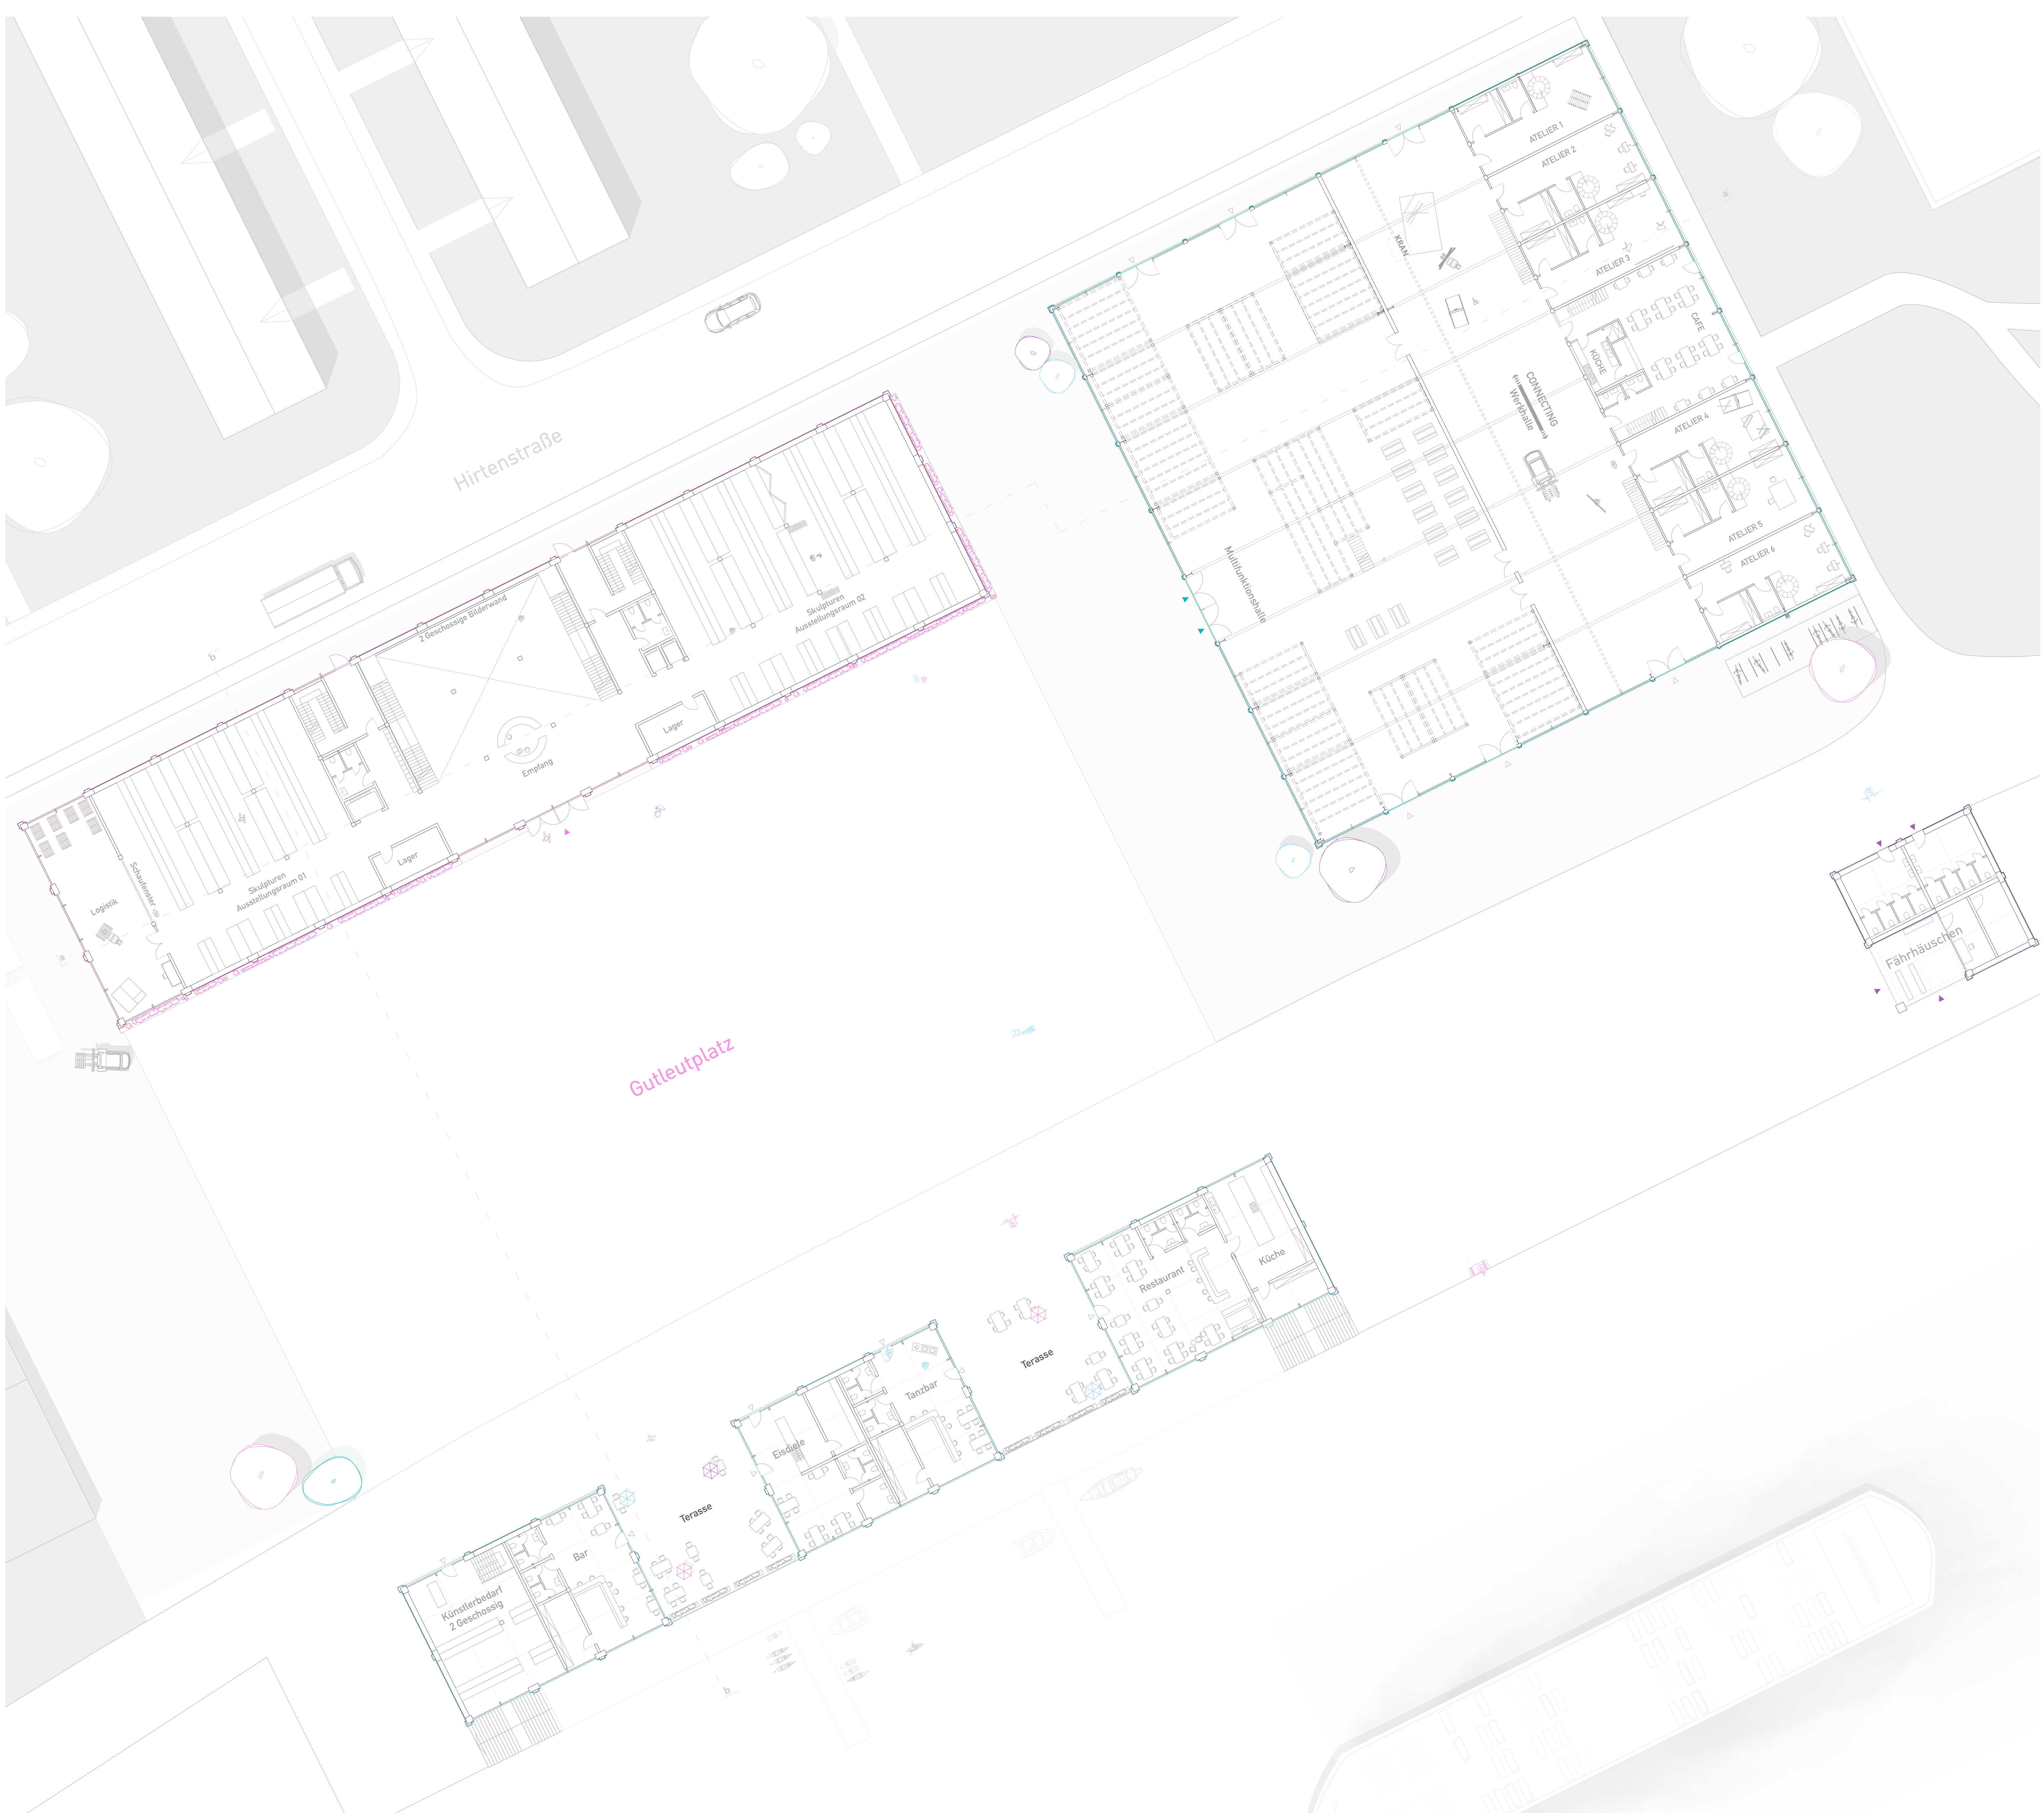 ATELIER 1
ATELIER 2
KRAN
ATELIER 3
CAFE
KÜCHE
CONNECTING
Werkhalle
ATELIER 4
Hirtenstraße
ATELIER 5
ATELIER 6
Multifunktionshalle
2 Geschossige Bilderwand
Skulpturen
Ausstellungsraum 02
b
Lager
Empfang
Lager
Schaufenster
Skulpturen
Ausstellungsraum 01
Logistik
a
Fährhäuschen
Gutleutplatz
Restaurant
Küche
Terasse
Tanzbar
Eisdiele
Terasse
Bar
Künstlerbedarf
2 Geschossig
b